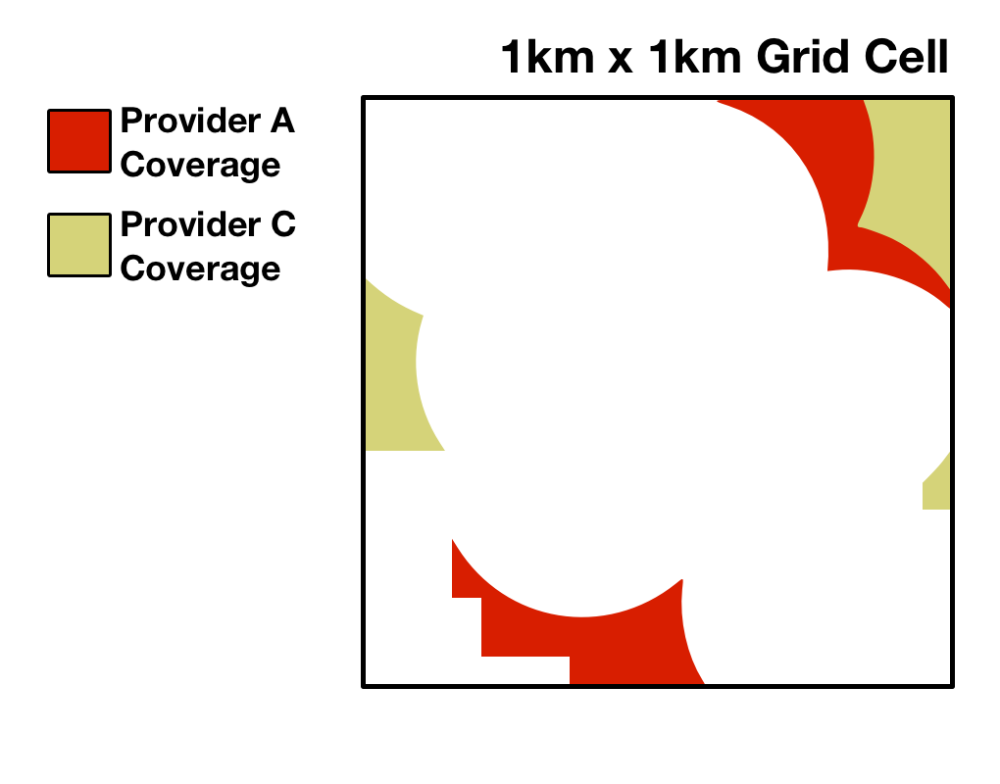 1km x 1km Grid Cell
Provider A
Coverage
Provider C
Coverage